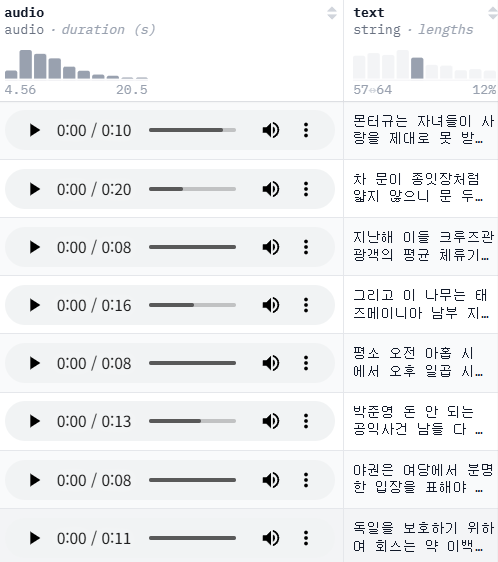 audio
audio · duration (s)
4.56 20.5
text
string · lengths
57⇔64 12%
0:00 / 0:10
몬터규는 자녀들이 사
랑을 제대로 못 받…
0:00 / 0:20
차 문이 종잇장처럼
얇지 않으니 문 두…
0:00 / 0:08
지난해 이들 크루즈관
광객의 평균 체류기…
0:00 / 0:16
그리고 이 나무는 태
즈메이니아 남부 지…
0:00 / 0:08
평소 오전 아홉 시
에서 오후 일곱 시…
0:00 / 0:13
박준영 돈 안 되는
공익사건 남들 다 …
0:00 / 0:08
야권은 여당에서 분명
한 입장을 표해야 …
0:00 / 0:11
독일을 보호하기 위하
여 회스는 약 이백…